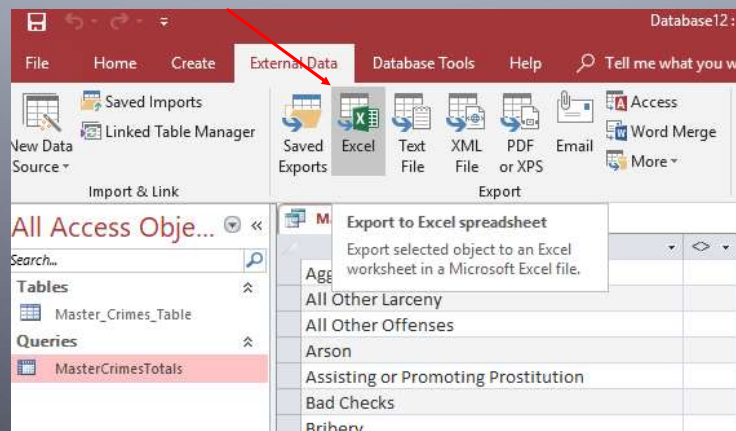 Database12:
File Home Create External Data Database Tools Help Tell me what you w
New Data Source
Saved Imports
Linked Table Manager
Import & Link
Saved Exports
Excel
Text File
XML File
PDF or XPS
Email
Access
Word Merge
More
Export
All Access Obje...
Search...
Tables
Master_Crimes_Table
Queries
MasterCrimesTotals
M
Export to Excel spreadsheet
Export selected object to an Excel
worksheet in a Microsoft Excel file.
<>
Agg
All Other Larceny
All Other Offenses
Arson
Assisting or Promoting Prostitution
Bad Checks
Bribery